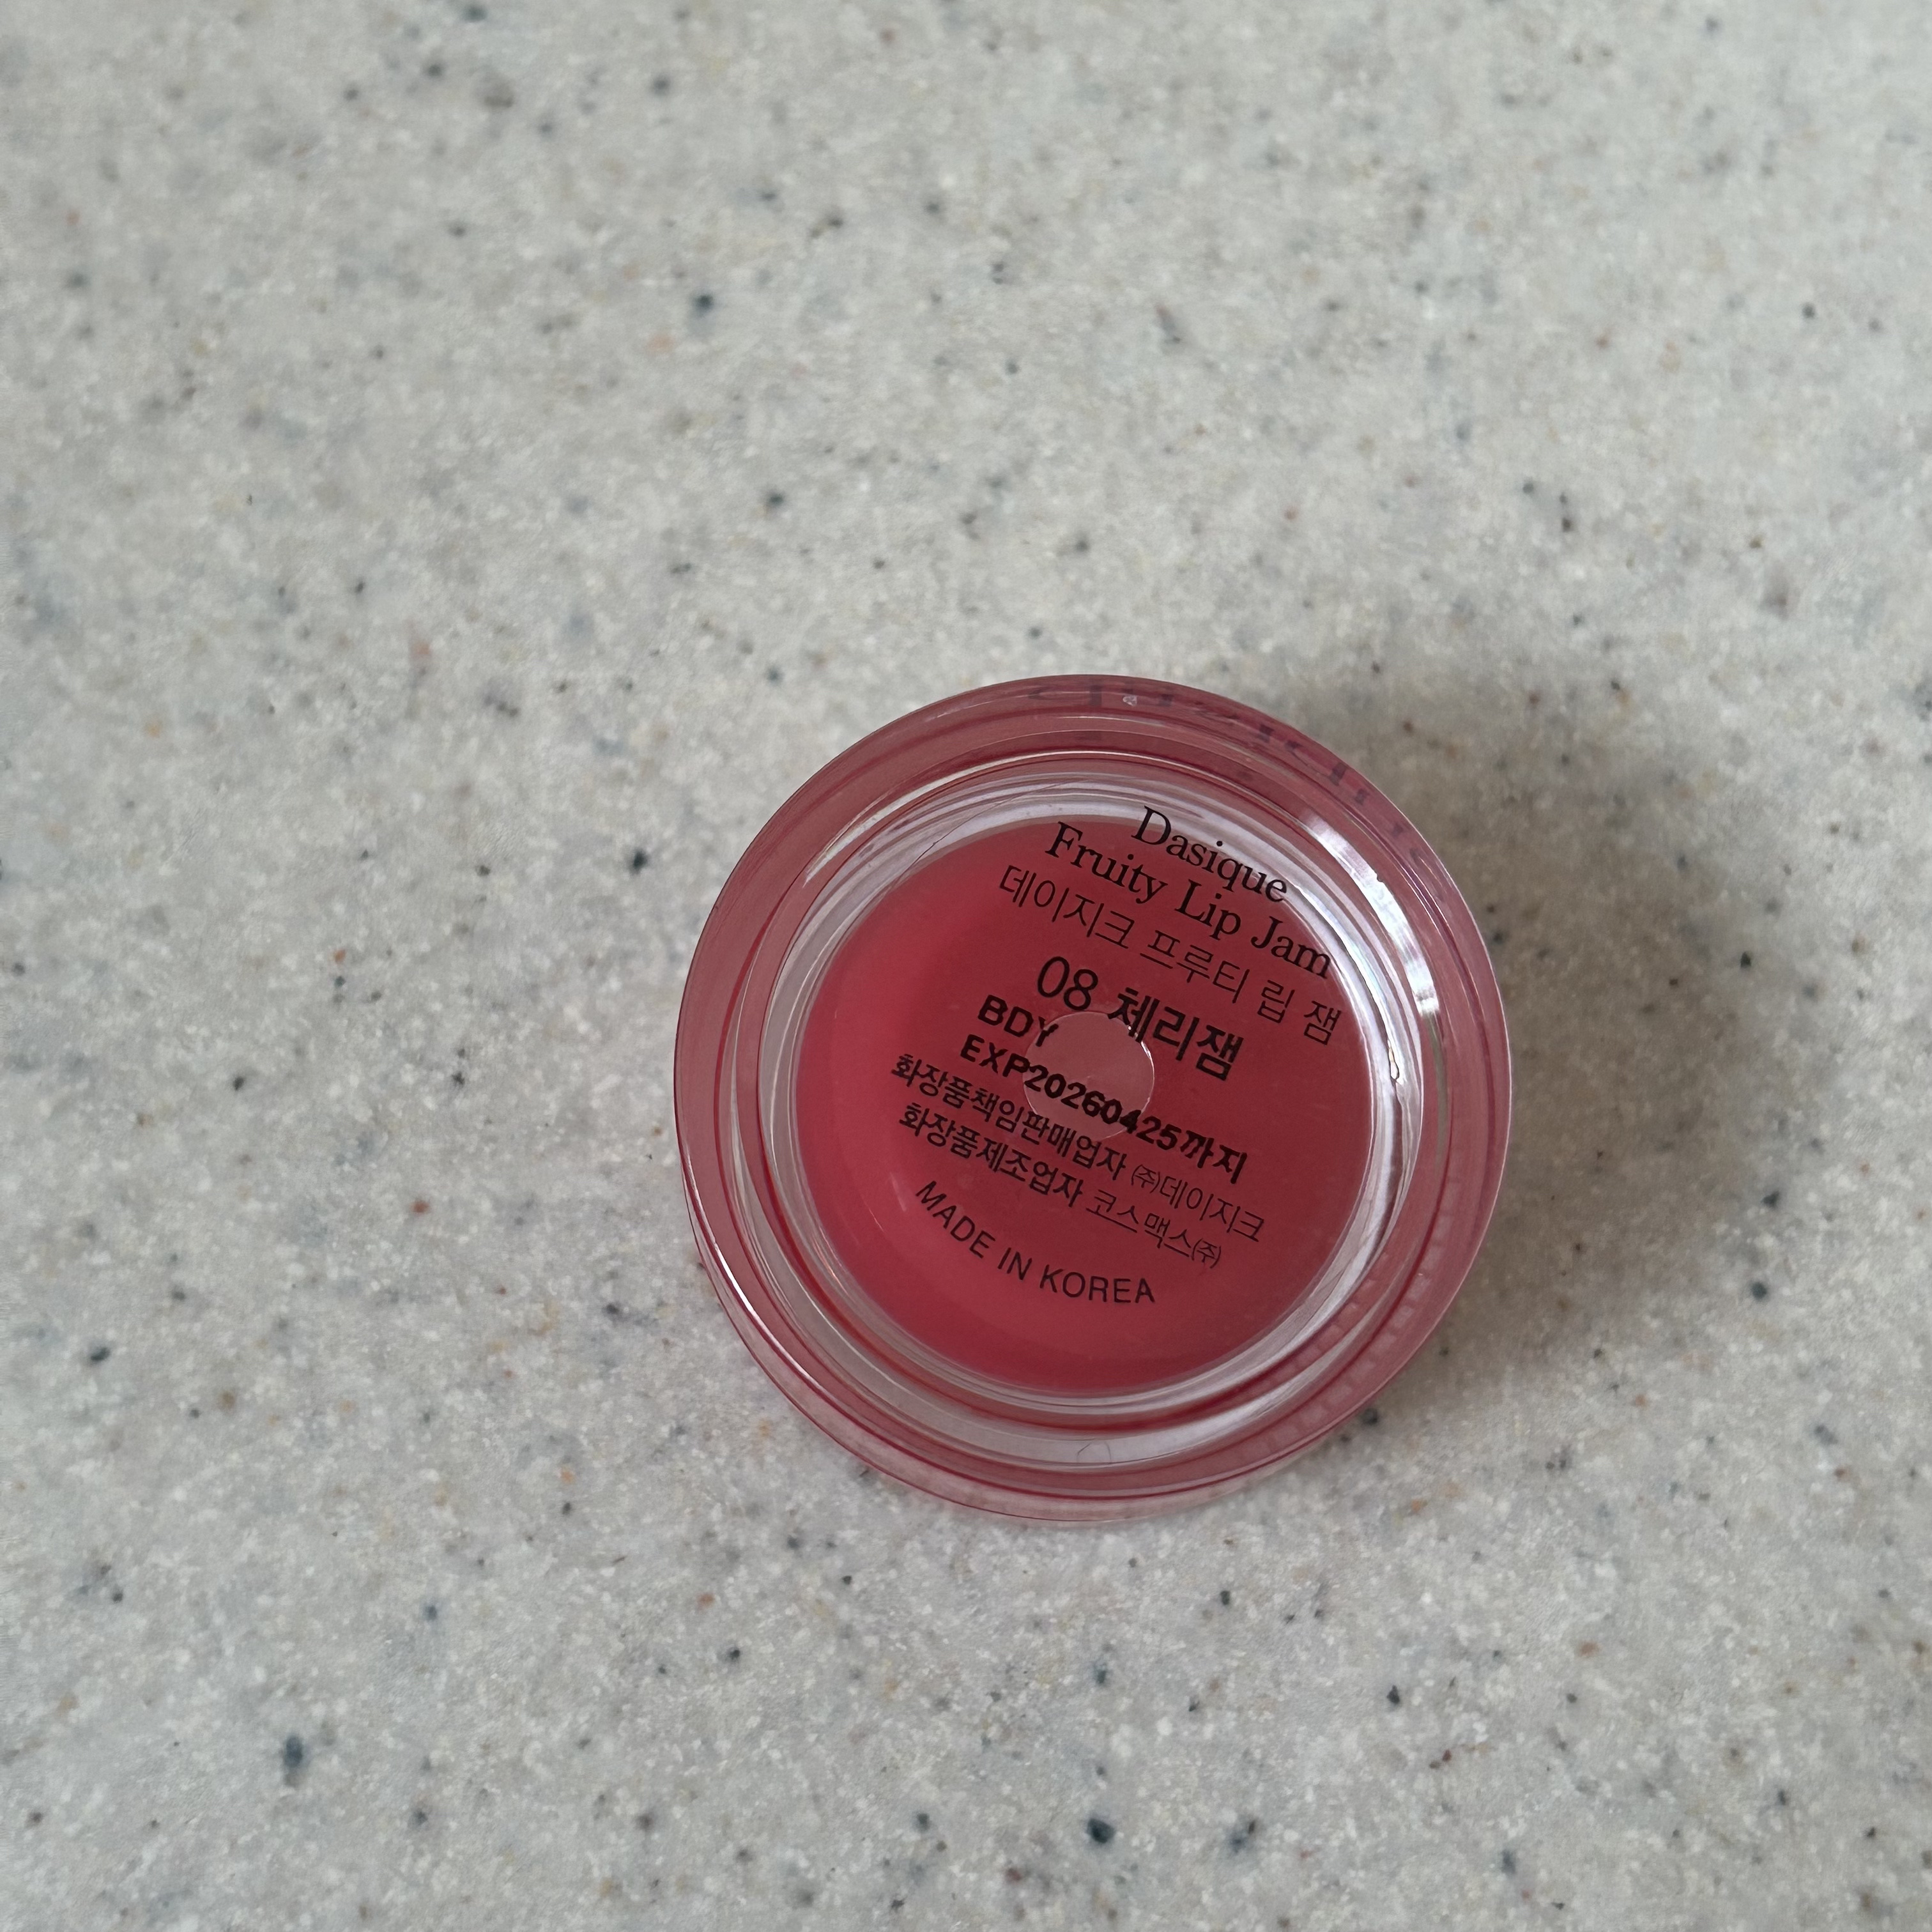 Dasique
Fruity Lip Jam
데이지크 프루티 립 잼
08 체리잼
BDY
EXP20260425까지
화장품책임판매업자 ㈜데이지크
화장품제조업자 코스맥스㈜
MADE IN KOREA